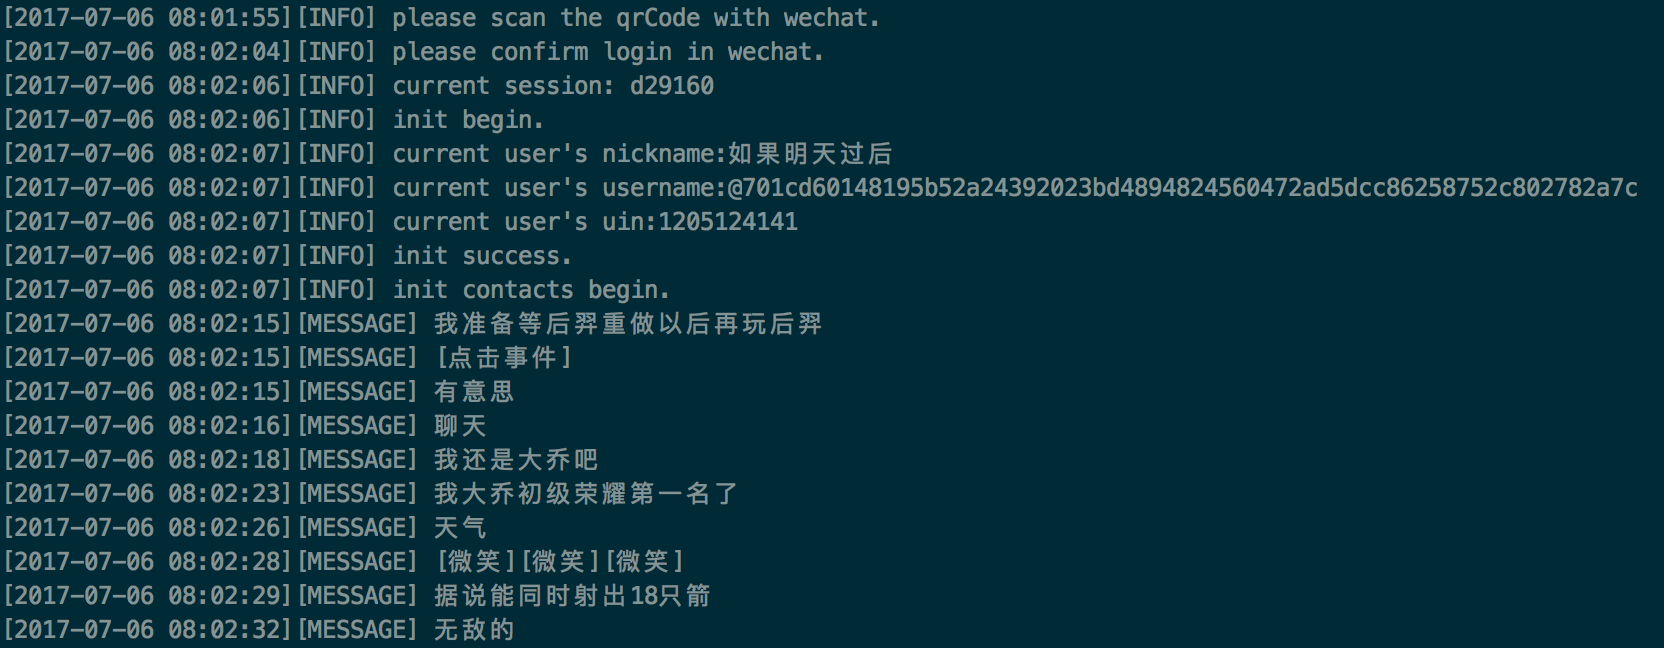 [2017-07-06 08:01:55][INFO] please scan the qrCode with wechat.
[2017-07-06 08:02:04][INFO] please confirm login in wechat.
[2017-07-06 08:02:06][INFO] current session: d29160
[2017-07-06 08:02:06][INFO] init begin.
[2017-07-06 08:02:07][INFO] current user's nickname:如果明天过后
[2017-07-06 08:02:07][INFO] current user's username:@701cd60148195b52a24392023bd4894824560472ad5dcc86258752c802782a7c
[2017-07-06 08:02:07][INFO] current user's uin:1205124141
[2017-07-06 08:02:07][INFO] init success.
[2017-07-06 08:02:07][INFO] init contacts begin.
[2017-07-06 08:02:15][MESSAGE] 我准备等后羿重做以后再玩后羿
[2017-07-06 08:02:15][MESSAGE] [点击事件]
[2017-07-06 08:02:15][MESSAGE] 有意思
[2017-07-06 08:02:16][MESSAGE] 聊天
[2017-07-06 08:02:18][MESSAGE] 我还是大乔吧
[2017-07-06 08:02:23][MESSAGE] 我大乔初级荣耀第一名了
[2017-07-06 08:02:26][MESSAGE] 天气
[2017-07-06 08:02:28][MESSAGE] [微笑][微笑][微笑]
[2017-07-06 08:02:29][MESSAGE] 据说能同时射出18只箭
[2017-07-06 08:02:32][MESSAGE] 无敌的